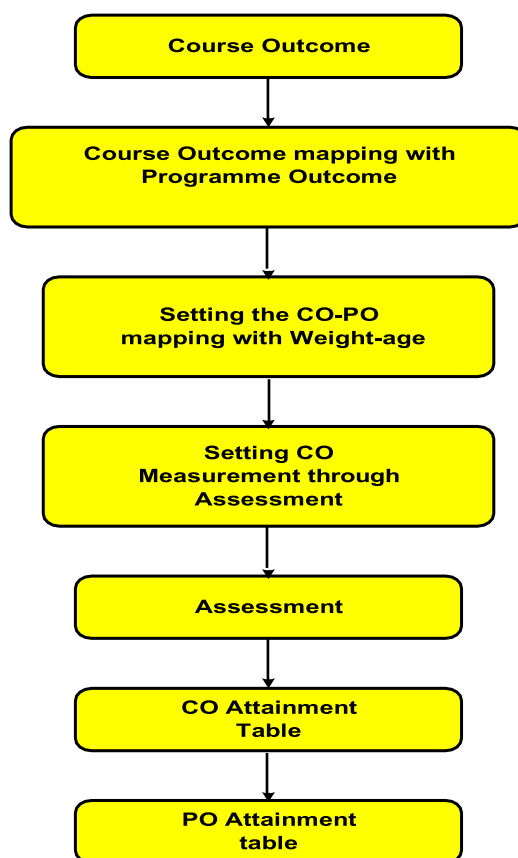 Course Outcome
Course Outcome mapping with
Programme Outcome
Setting the CO-PO
mapping with Weight-age
Setting CO
Measurement through
Assessment
Assessment
CO Attainment
Table
PO Attainment
table